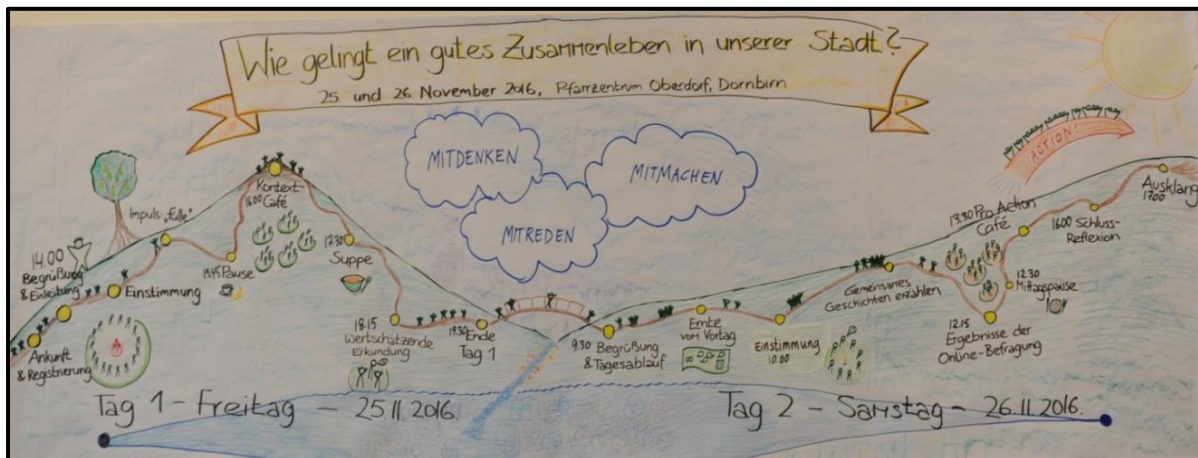 Wie gelingt ein gutes Zusammenleben in unserer Stadt?
25. und 26. November 2016, Pfarrzentrum Oberdorf, Dornbirn
MITDENKEN
MITMACHEN
MITREDEN
ACTION!
Ankunft
& Registrierung
14.00
Begrüßung
& Einleitung
Einstimmung
Impuls: „Fülle"
15.45 Pause
Kontext-
16.00 Café
17.30
Suppe
18.15
Wertschätzende
Erkundung
19.30 Ende
Tag 1
9.30 Begrüßung
& Tagesablauf
Ernte
vom Vortag
Einstimmung
10.00
Gemeinsames
Geschichten erzählen
12.15
Ergebnisse der
Online-Befragung
12.30
Mittagspause
13.30 Pro Action
Café
16.00 Schluss-
Reflexion
Ausklang
17.00
Tag 1 - Freitag - 25.11.2016.
Tag 2 - Samstag - 26.11.2016.